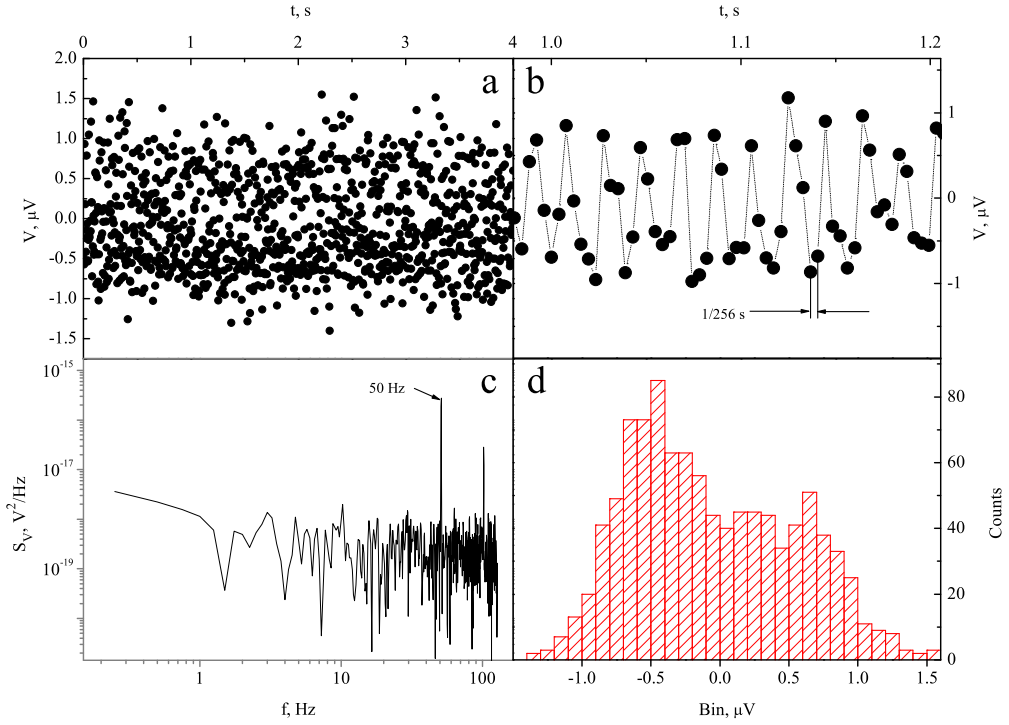 t, s
t, s
0 1 2 3 4
1.0 1.1 1.2
2.0
1.5
1.0
0.5
0.0
-0.5
-1.0
-1.5
V, μV
a
b
1
0
-1
V, μV
1/256 s
10^-15
10^-17
10^-19
S_V, V^2/Hz
50 Hz
c
d
80
60
40
20
0
Counts
1 10 100
-1.0 -0.5 0.0 0.5 1.0 1.5
f, Hz
Bin, μV